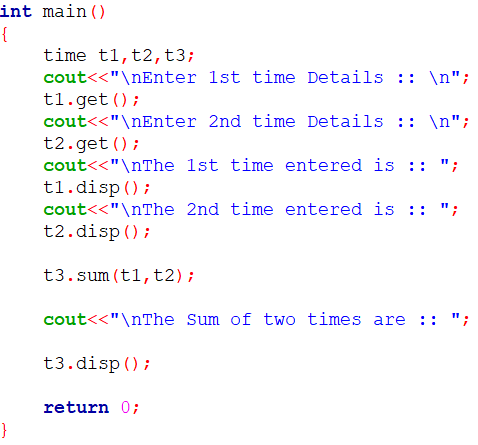 int main()
{
    time t1,t2,t3;
    cout<<"\nEnter 1st time Details :: \n";
    t1.get();
    cout<<"\nEnter 2nd time Details :: \n";
    t2.get();
    cout<<"\nThe 1st time entered is :: ";
    t1.disp();
    cout<<"\nThe 2nd time entered is :: ";
    t2.disp();

    t3.sum(t1,t2);

    cout<<"\nThe Sum of two times are :: ";

    t3.disp();

    return 0;
}